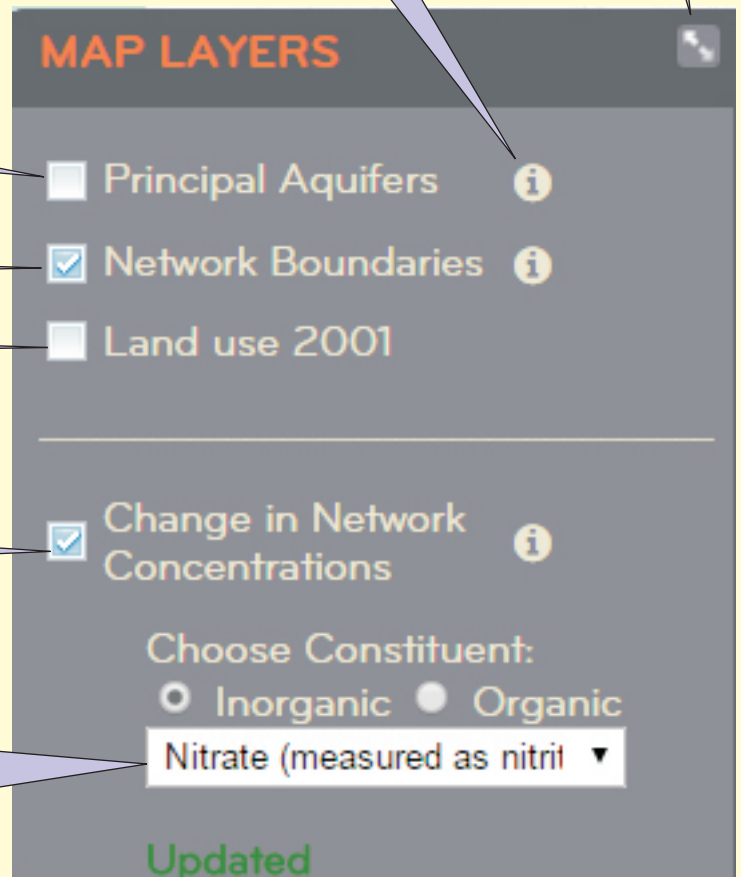 MAP LAYERS
Principal Aquifers
Network Boundaries
Land use 2001
Change in Network
Concentrations
Choose Constituent:
Inorganic Organic
Nitrate (measured as nitrit
Updated